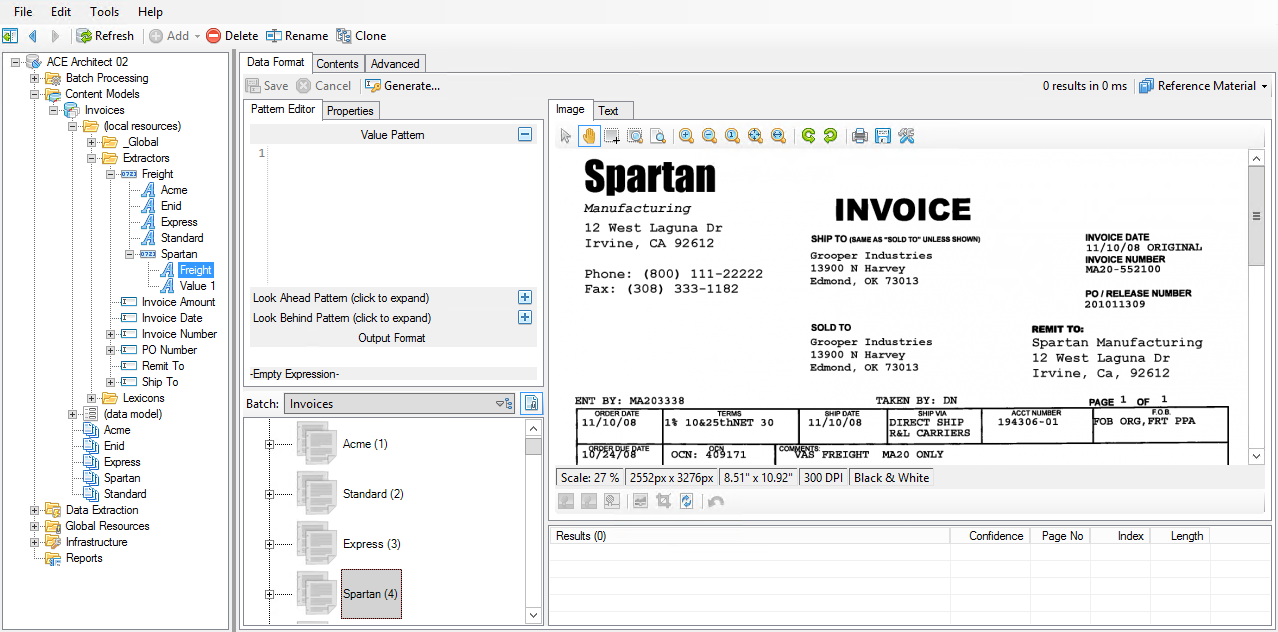 File Edit Tools Help
Refresh Add Delete Rename Clone
ACE Architect 02
Batch Processing
Content Models
Invoices
(local resources)
_Global
Extractors
Freight
Acme
Enid
Express
Standard
Spartan
Freight
Value 1
Invoice Amount
Invoice Date
Invoice Number
PO Number
Remit To
Ship To
Lexicons
(data model)
Acme
Enid
Express
Spartan
Standard
Data Extraction
Global Resources
Infrastructure
Reports
Data Format Contents Advanced
Save Cancel Generate... 0 results in 0 ms Reference Material
Pattern Editor Properties
Value Pattern
1
Look Ahead Pattern (click to expand)
Look Behind Pattern (click to expand)
Output Format
-Empty Expression-
Batch: Invoices
Acme (1)
Standard (2)
Express (3)
Spartan (4)
Image Text
Spartan
Manufacturing
12 West Laguna Dr
Irvine, CA 92612
Phone: (800) 111-22222
Fax: (308) 333-1182
INVOICE
SHIP TO (SAME AS "SOLD TO" UNLESS SHOWN)
Grooper Industries
13900 N Harvey
Edmond, OK 73013
INVOICE DATE
11/10/08 ORIGINAL
INVOICE NUMBER
MA20-552100
PO / RELEASE NUMBER
201011309
SOLD TO
Grooper Industries
13900 N Harvey
Edmond, OK 73013
REMIT TO:
Spartan Manufacturing
12 West Laguna Dr
Irvine, Ca, 92612
ENT BY: MA203338 TAKEN BY: DN PAGE 1 OF 1
ORDER DATE TERMS SHIP DATE SHIP VIA ACCT NUMBER F.O.B.
11/10/08 1% 10&25thNET 30 11/10/08 DIRECT SHIP 194306-01 FOB ORG,FRT PPA
R&L CARRIERS
ORDER DUE DATE OCN COMMENTS:
10/24/08 OCN: 409171 VAS FREIGHT MA20 ONLY
Scale: 27 % 2552px x 3276px 8.51" x 10.92" 300 DPI Black & White
Results (0) Confidence Page No Index Length